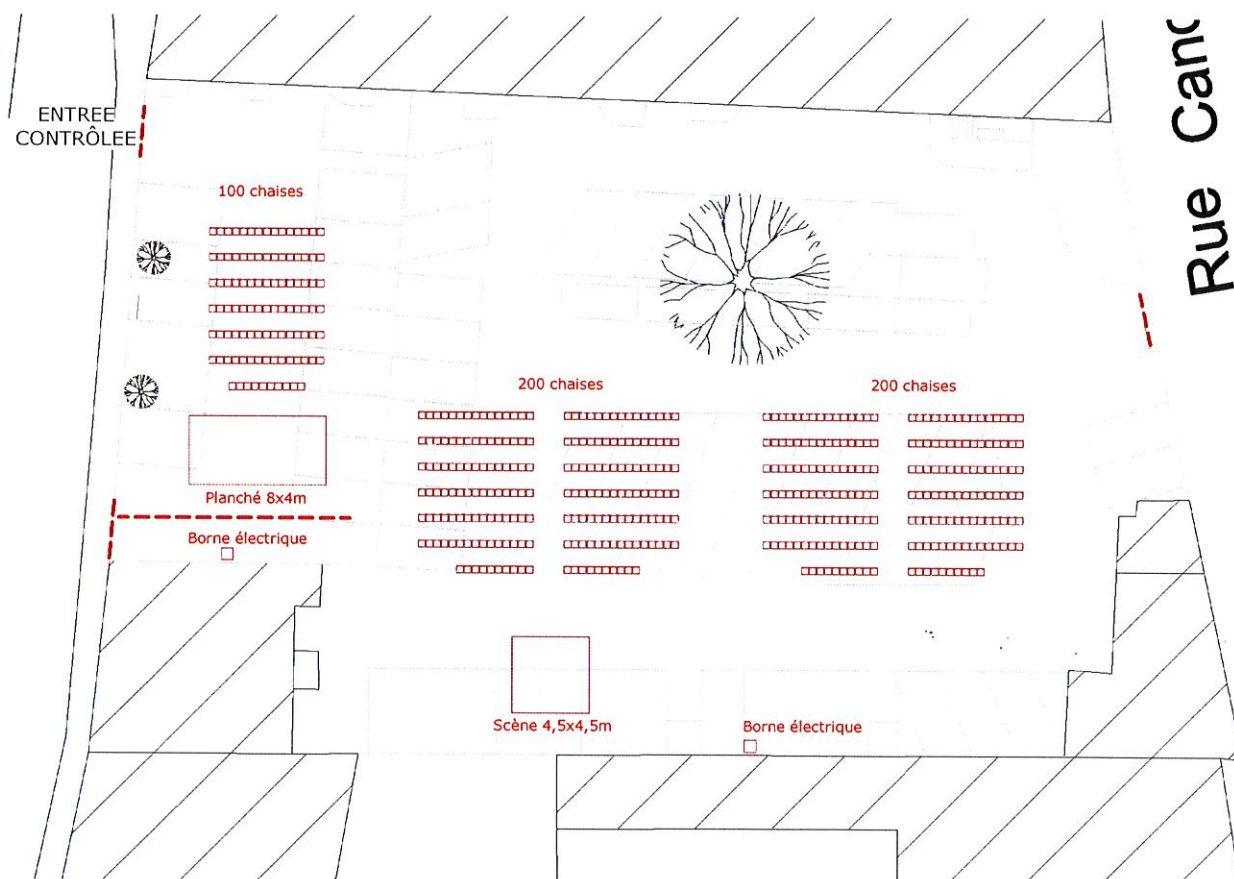 ENTREE
CONTRÔLEE
100 chaises
200 chaises
200 chaises
Planché 8x4m
Borne électrique
Scène 4,5x4,5m
Borne électrique
Rue